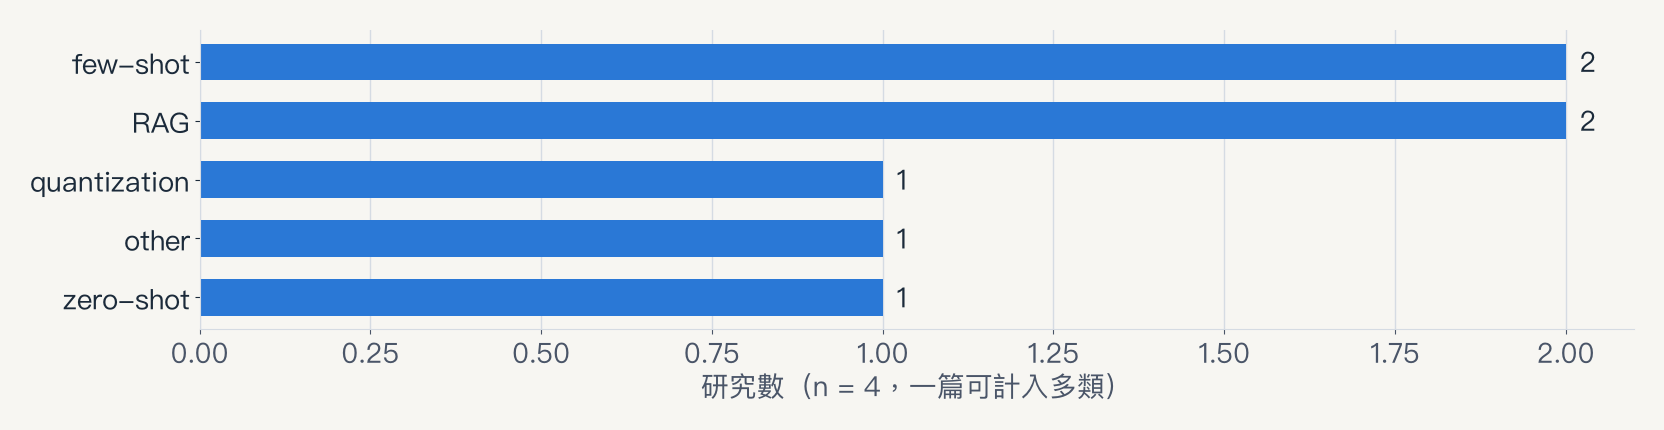 few–shot 2
RAG 2
quantization 1
other 1
zero–shot 1
0.00 0.25 0.50 0.75 1.00 1.25 1.50 1.75 2.00
研究數（n = 4，一篇可計入多類）